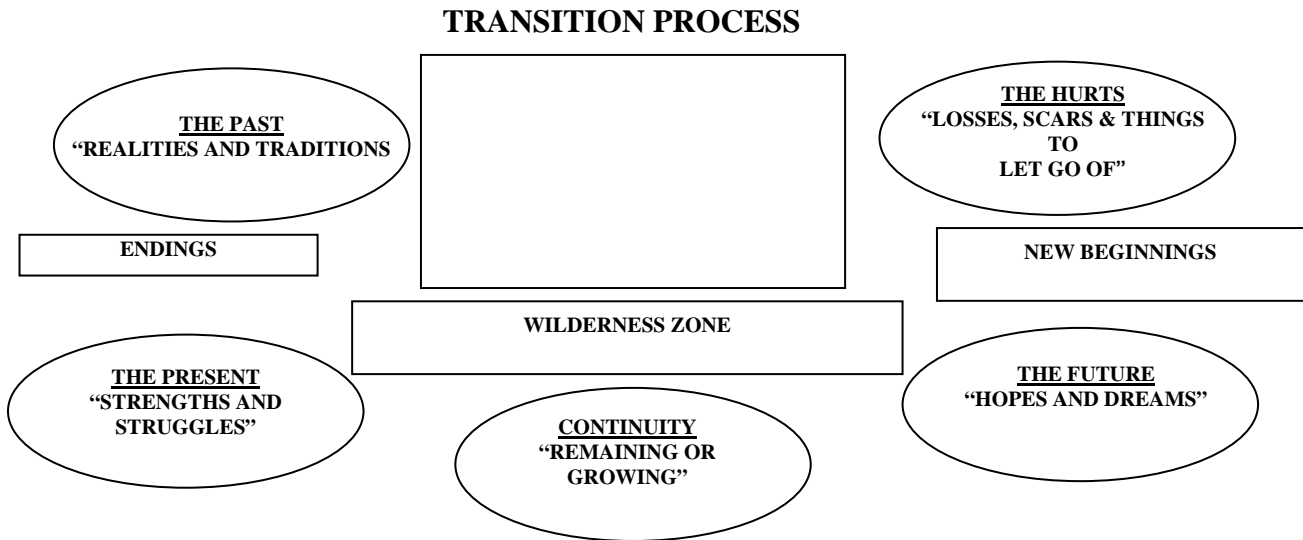 TRANSITION PROCESS
THE PAST
“REALITIES AND TRADITIONS
THE HURTS
“LOSSES, SCARS & THINGS
TO
LET GO OF”
ENDINGS
NEW BEGINNINGS
WILDERNESS ZONE
THE PRESENT
“STRENGTHS AND
STRUGGLES”
CONTINUITY
“REMAINING OR
GROWING”
THE FUTURE
“HOPES AND DREAMS”